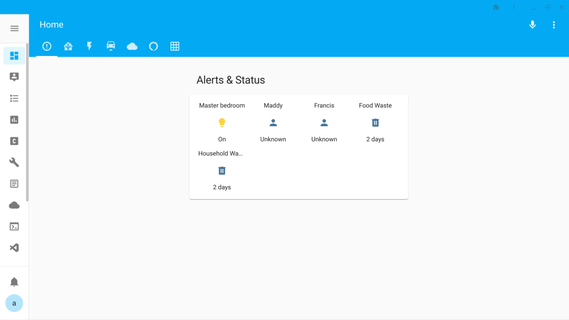 Home
Alerts & Status
Master bedroom
Maddy
Francis
Food Waste
On
Unknown
Unknown
2 days
Household Wa...
2 days
a